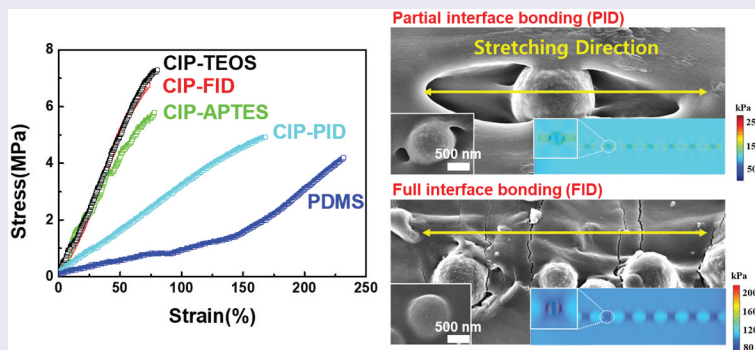 8
6
4
2
0
Stress(MPa)
CIP-TEOS
CIP-FID
CIP-APTES
CIP-PID
PDMS
0 50 100 150 200 250
Strain(%)
Partial interface bonding (PID)
Stretching Direction
500 nm
kPa
28
15
5
Full interface bonding (FID)
500 nm
kPa
200
160
120
80